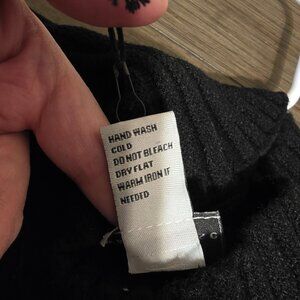 HAND WASH
COLD
DO NOT BLEACH
DRY FLAT
WARM IRON IF
NEEDED